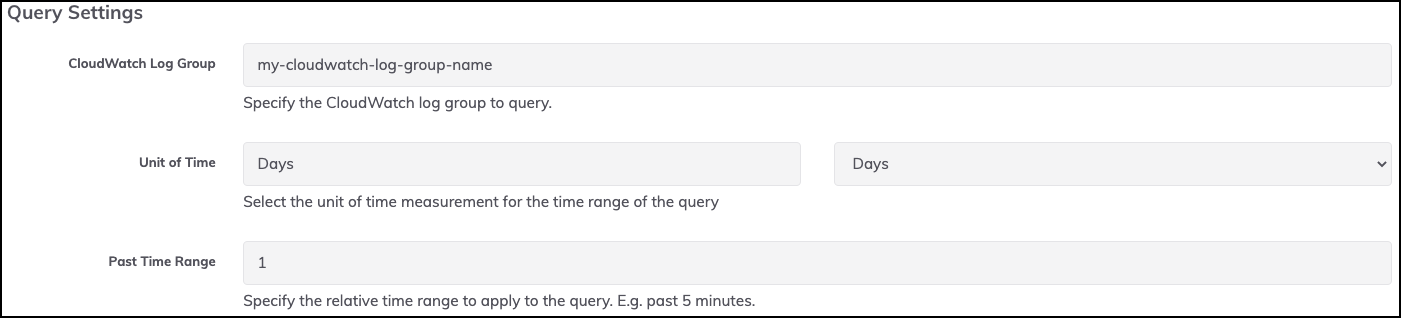 Query Settings
CloudWatch Log Group
my-cloudwatch-log-group-name
Specify the CloudWatch log group to query.
Unit of Time
Days
Days
Select the unit of time measurement for the time range of the query
Past Time Range
1
Specify the relative time range to apply to the query. E.g. past 5 minutes.